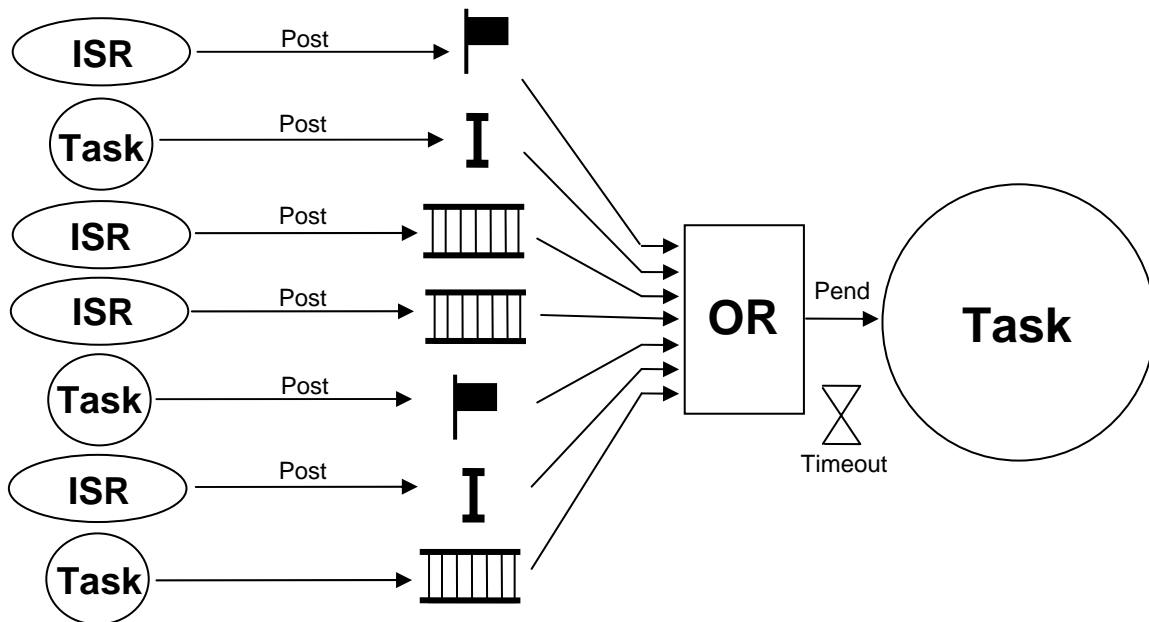 ISR
Post
Task
Post
ISR
Post
ISR
Post
Task
Post
ISR
Post
Task
OR
Pend
Timeout
Task